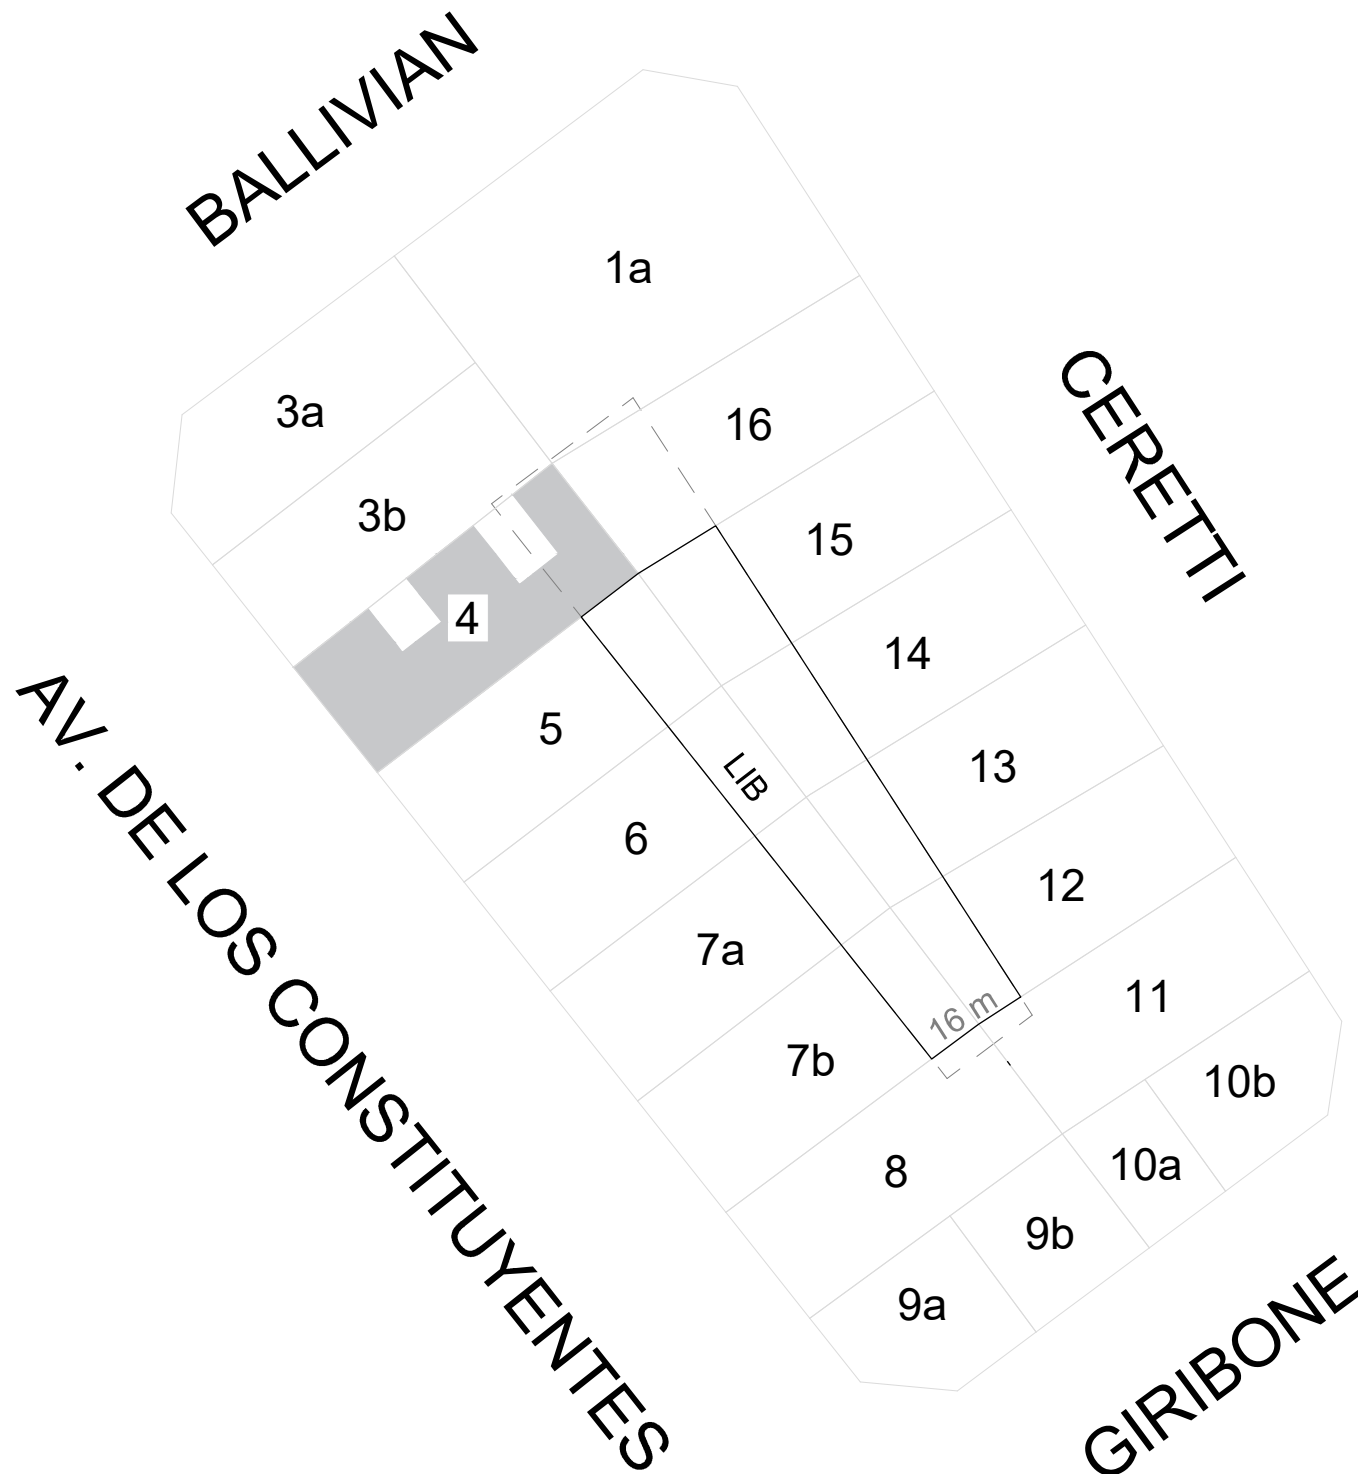 BALLIVIAN
1a
CERETTI
3a
16
3b
15
4
14
5
13
LIB
6
12
7a
11
16 m
7b
10b
8
10a
9b
9a
AV. DE LOS CONSTITUYENTES
GIRIBONE